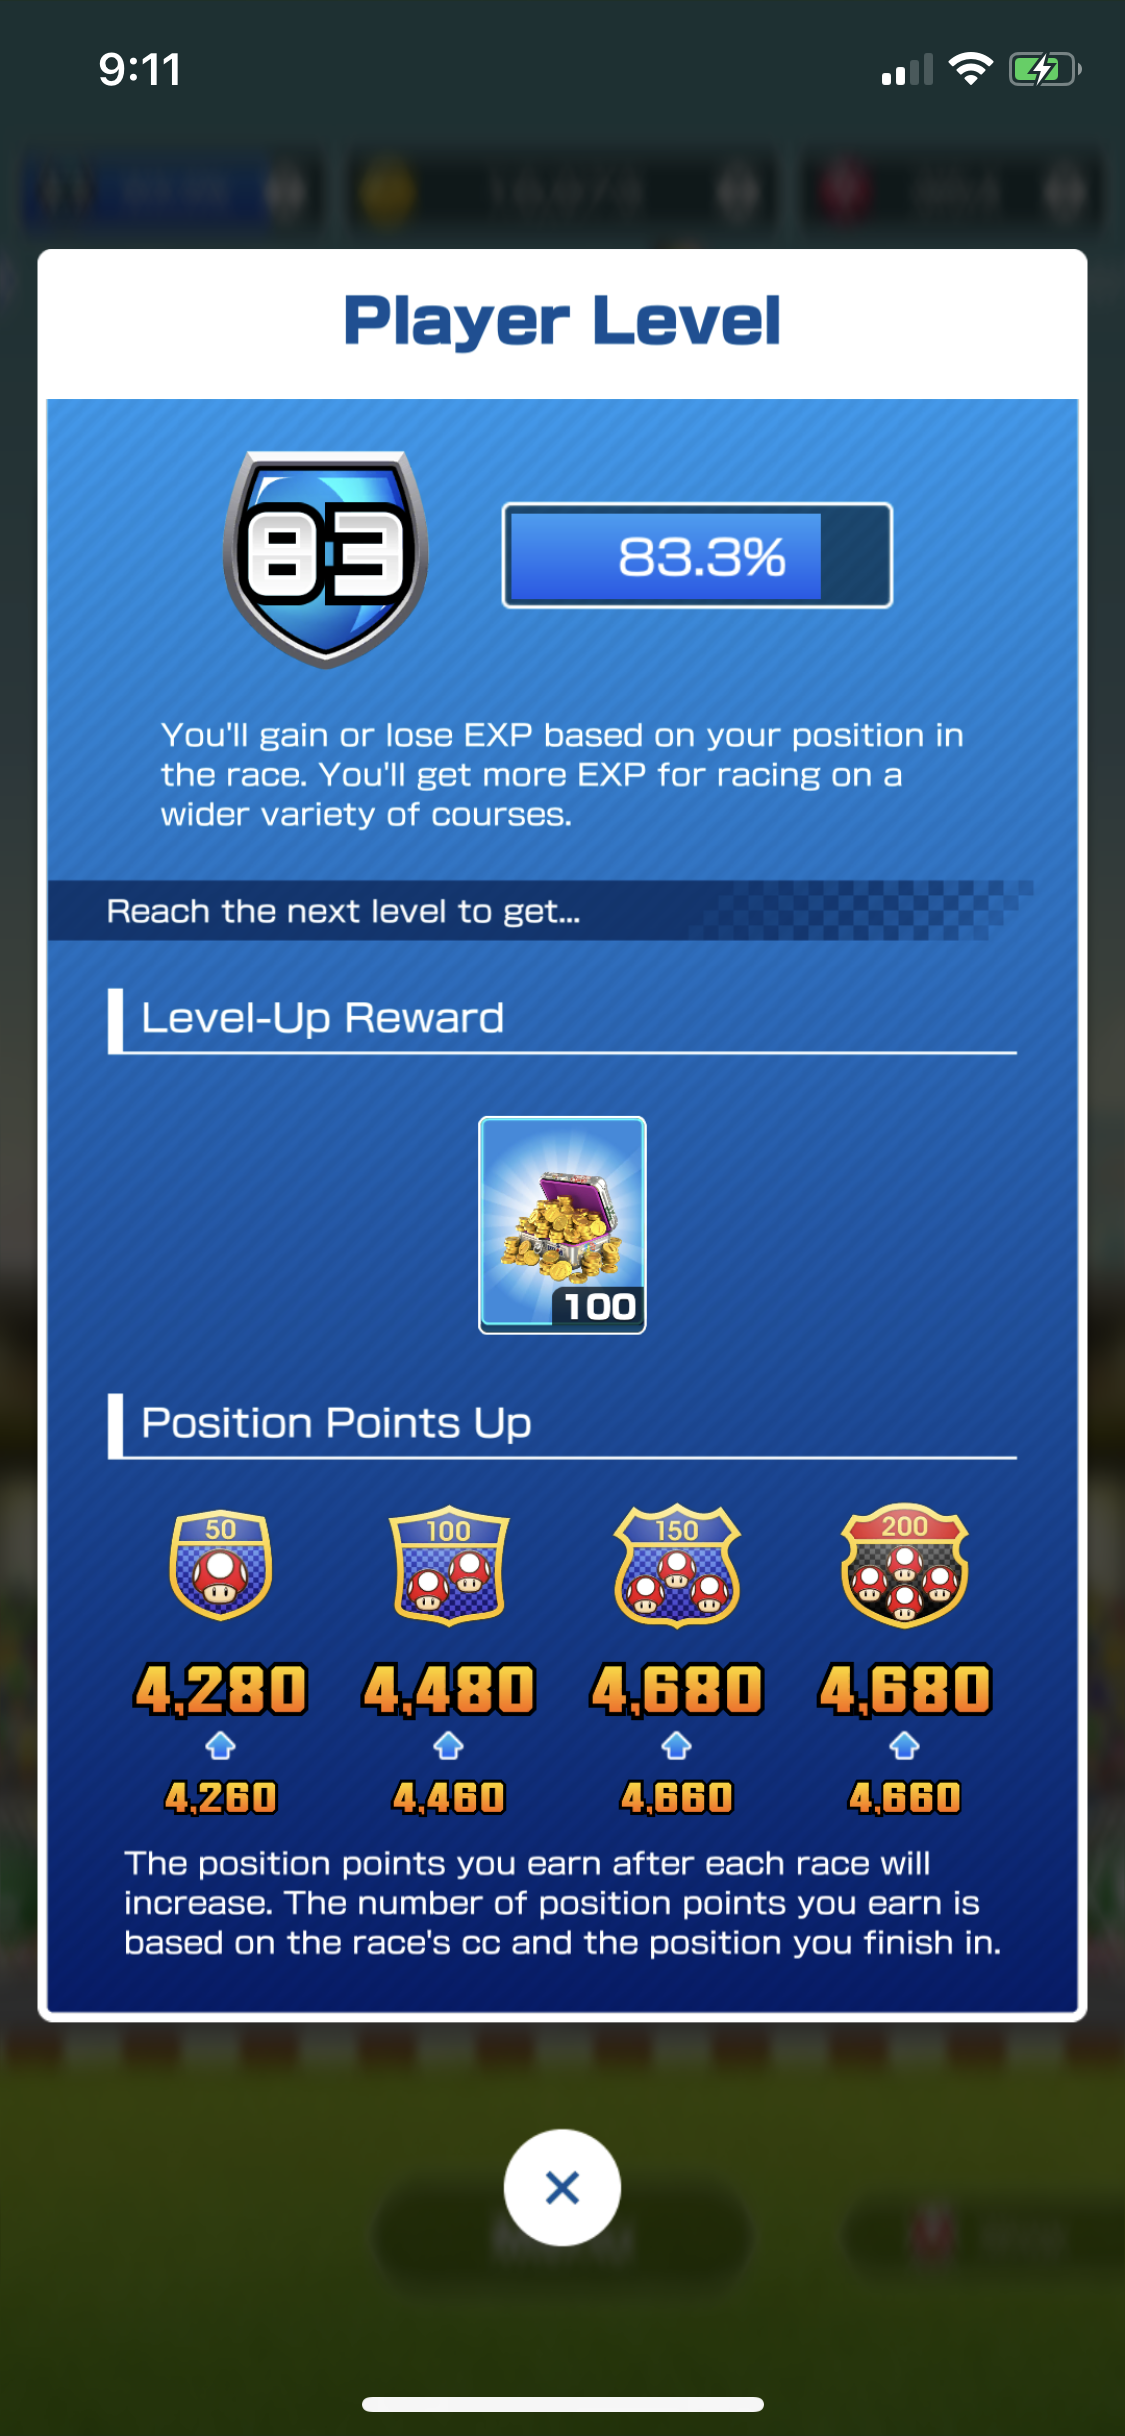 9:11
Player Level
83
83.3%
You'll gain or lose EXP based on your position in
the race. You'll get more EXP for racing on a
wider variety of courses.
Reach the next level to get...
Level-Up Reward
100
Position Points Up
50 100 150 200
4,280 4,480 4,680 4,680
4,260 4,460 4,660 4,660
The position points you earn after each race will
increase. The number of position points you earn is
based on the race's cc and the position you finish in.